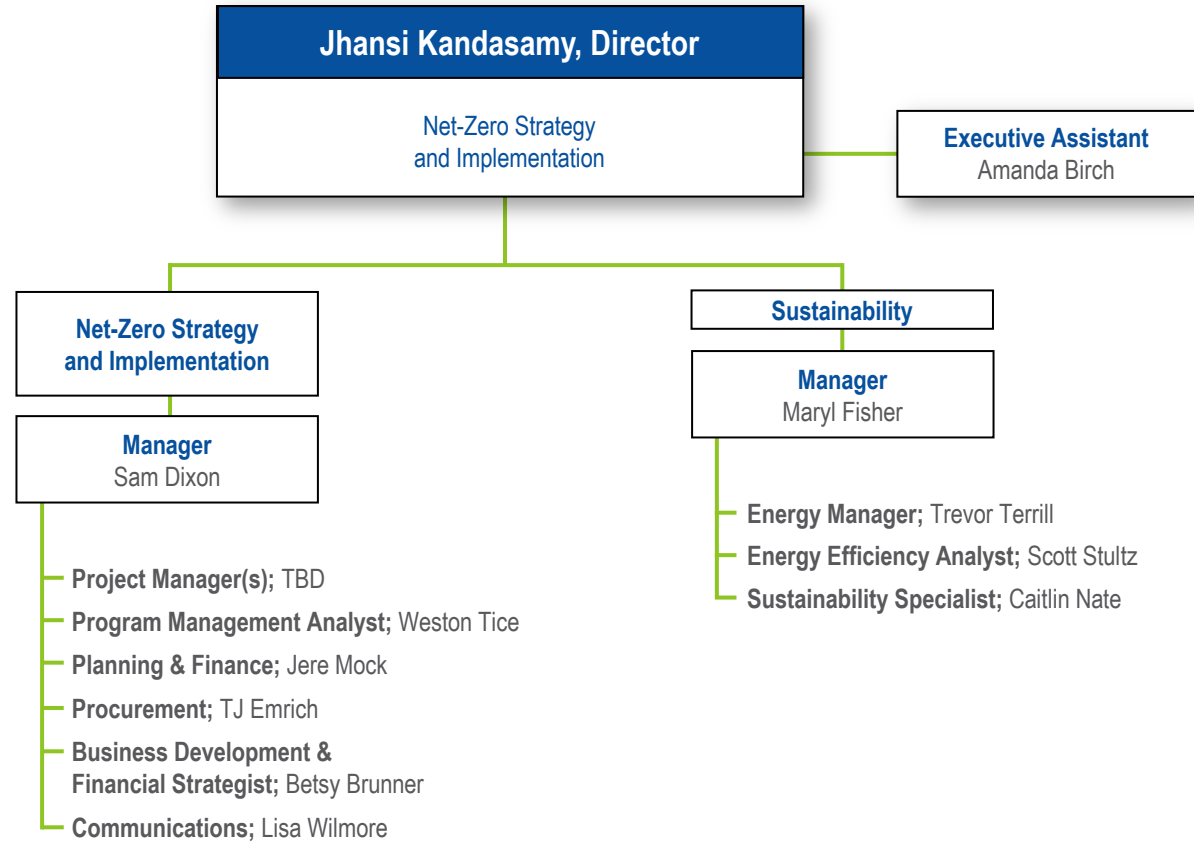 Jhansi Kandasamy, Director
Net-Zero Strategy
and Implementation
Executive Assistant
Amanda Birch
Net-Zero Strategy
and Implementation
Manager
Sam Dixon
Project Manager(s); TBD
Program Management Analyst; Weston Tice
Planning & Finance; Jere Mock
Procurement; TJ Emrich
Business Development &
Financial Strategist; Betsy Brunner
Communications; Lisa Wilmore
Sustainability
Manager
Maryl Fisher
Energy Manager; Trevor Terrill
Energy Efficiency Analyst; Scott Stultz
Sustainability Specialist; Caitlin Nate